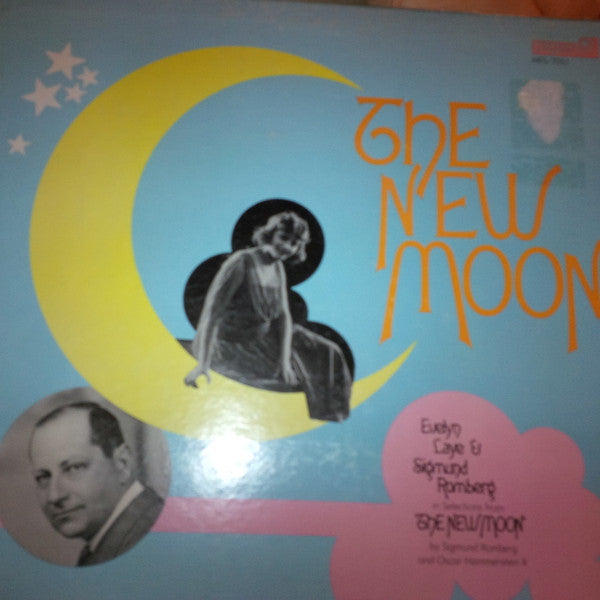 THE
NEW
MOON
Evelyn
Laye &
Sigmund
Romberg
in Selections from
THE NEW MOON
by Sigmund Romberg
and Oscar Hammerstein II